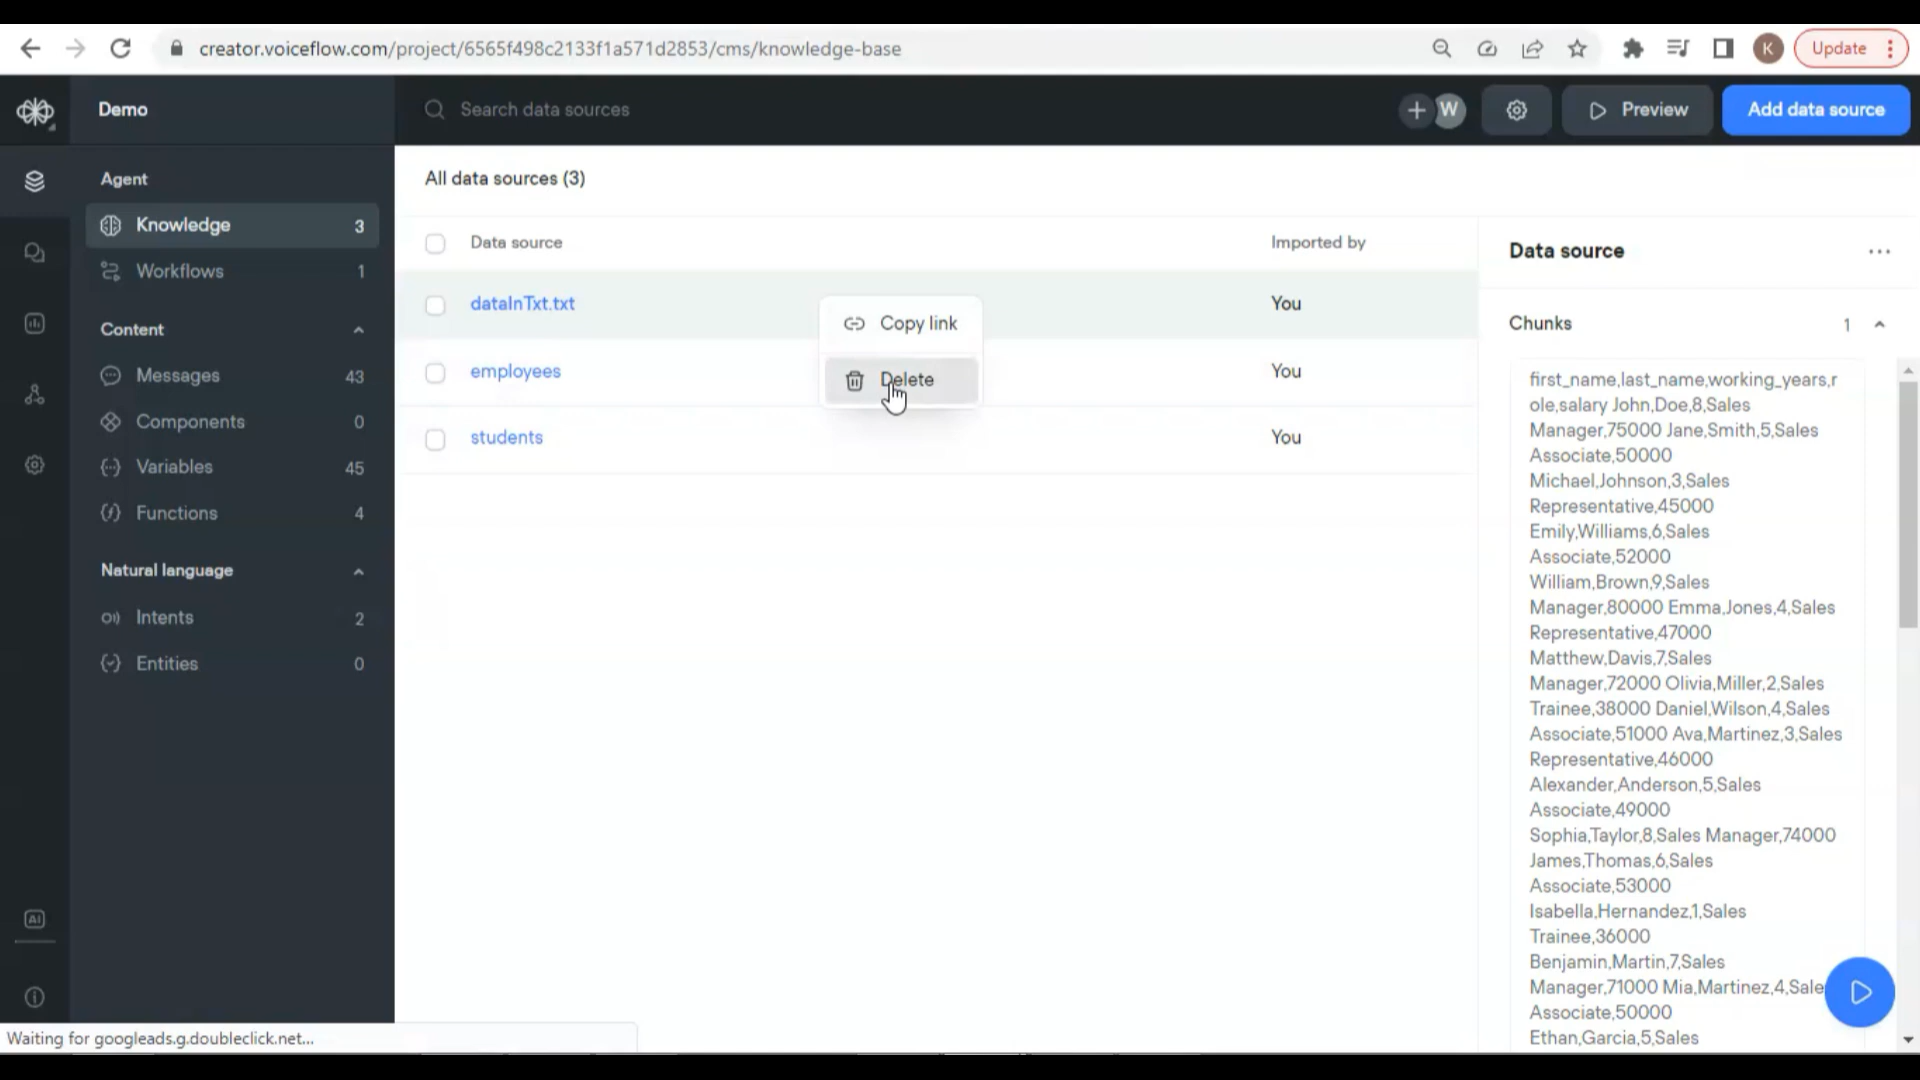 creator.voiceflow.com/project/6565f498c2133f1a571d2853/cms/knowledge-base
K
Update
Demo
Search data sources
W
Preview
Add data source
Agent
Knowledge 3
Workflows 1
Content
Messages 43
Components 0
Variables 45
Functions 4
Natural language
Intents 2
Entities 0
AI
All data sources (3)
Data source Imported by
dataInTxt.txt You
employees You
students You
Copy link
Delete
Data source
Chunks 1
first_name,last_name,working_years,r
ole,salary John,Doe,8,Sales
Manager,75000 Jane,Smith,5,Sales
Associate,50000
Michael,Johnson,3,Sales
Representative,45000
Emily,Williams,6,Sales
Associate,52000
William,Brown,9,Sales
Manager,80000 Emma,Jones,4,Sales
Representative,47000
Matthew,Davis,7,Sales
Manager,72000 Olivia,Miller,2,Sales
Trainee,38000 Daniel,Wilson,4,Sales
Associate,51000 Ava,Martinez,3,Sales
Representative,46000
Alexander,Anderson,5,Sales
Associate,49000
Sophia,Taylor,8,Sales Manager,74000
James,Thomas,6,Sales
Associate,53000
Isabella,Hernandez,1,Sales
Trainee,36000
Benjamin,Martin,7,Sales
Manager,71000 Mia,Martinez,4,Sale
Associate,50000
Ethan,Garcia,5,Sales
Waiting for googleads.g.doubleclick.net...